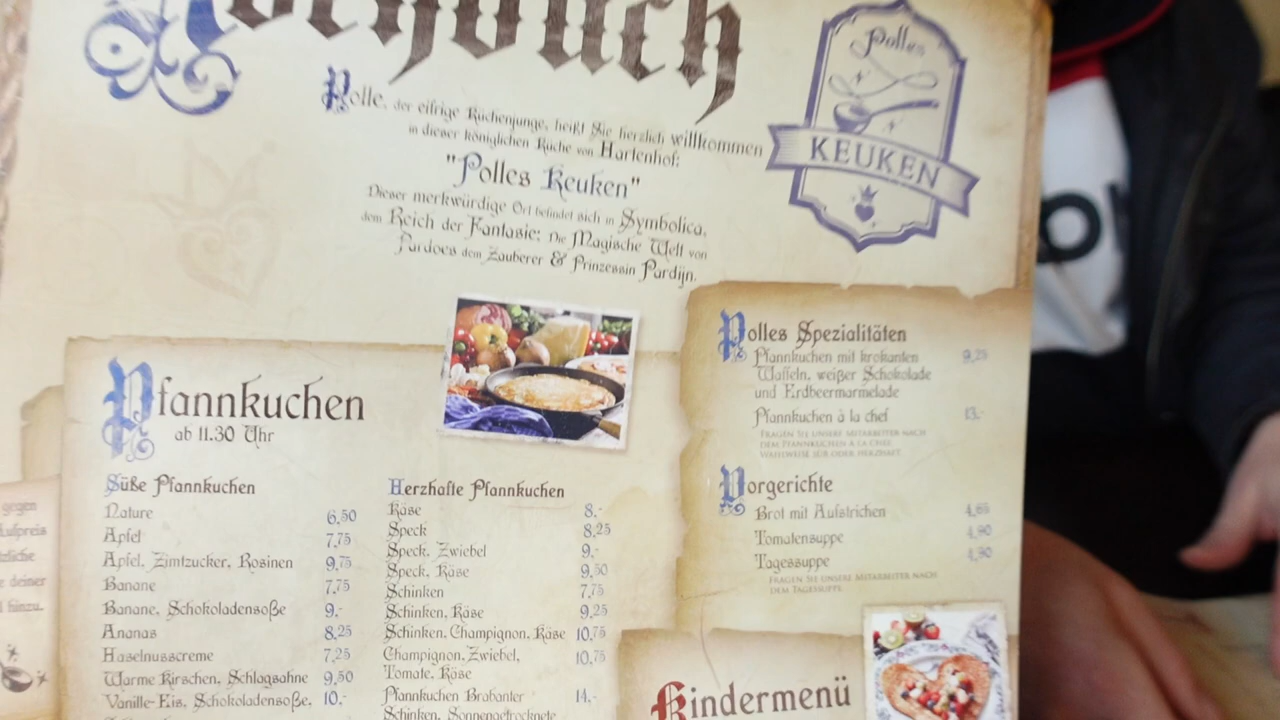 Kochbuch
Polles
KEUKEN
Polle, der eifrige Küchenjunge, heißt Sie herzlich willkommen
in dieser königlichen Küche von Hartenhof:
"Polles Keuken"
Dieser merkwürdige Ort befindet sich in Symbolica,
dem Reich der Fantasie: Die Magische Welt von
Pardoes dem Zauberer & Prinzessin Pardijn.
Pfannkuchen
ab 11.30 Uhr
Süße Pfannkuchen
Nature 6,50
Apfel 7,75
Apfel, Zimtzucker, Rosinen 9,75
Banane 7,75
Banane, Schokoladensoße 9,-
Ananas 8,25
Haselnusscreme 7,25
Warme Kirschen, Schlagsahne 9,50
Vanille-Eis, Schokoladensoße, 10,-
Herzhafte Pfannkuchen
Käse 8,-
Speck 8,25
Speck, Zwiebel 9,-
Speck, Käse 9,50
Schinken 7,75
Schinken, Käse 9,25
Schinken, Champignon, Käse 10,75
Champignon, Zwiebel, 10,75
Tomate, Käse
Pfannkuchen Brabanter 14,-
Schinken, Sonnengetrocknete
Polles Spezialitäten
Pfannkuchen mit krokanten 9,25
Waffeln, weißer Schokolade
und Erdbeermarmelade
Pfannkuchen à la chef 13,-
Fragen Sie unsere Mitarbeiter nach
dem Pfannkuchen à la chef.
Wahlweise süß oder herzhaft.
Vorgerichte
Brot mit Aufstrichen 4,65
Tomatensuppe 4,90
Tagessuppe 4,90
Fragen Sie unsere Mitarbeiter nach
dem Tagessuppe
Kindermenü
gegen
Aufpreis
deiner
hinzu.